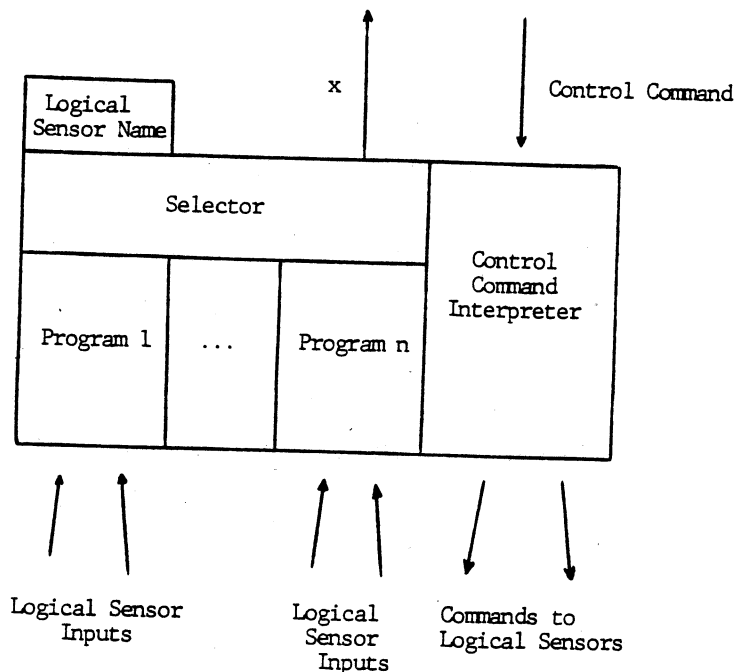 x
Control Command
Logical
Sensor Name
Selector
Control
Command
Interpreter
Program 1
...
Program n
Logical Sensor
Inputs
Logical
Sensor
Inputs
Commands to
Logical Sensors